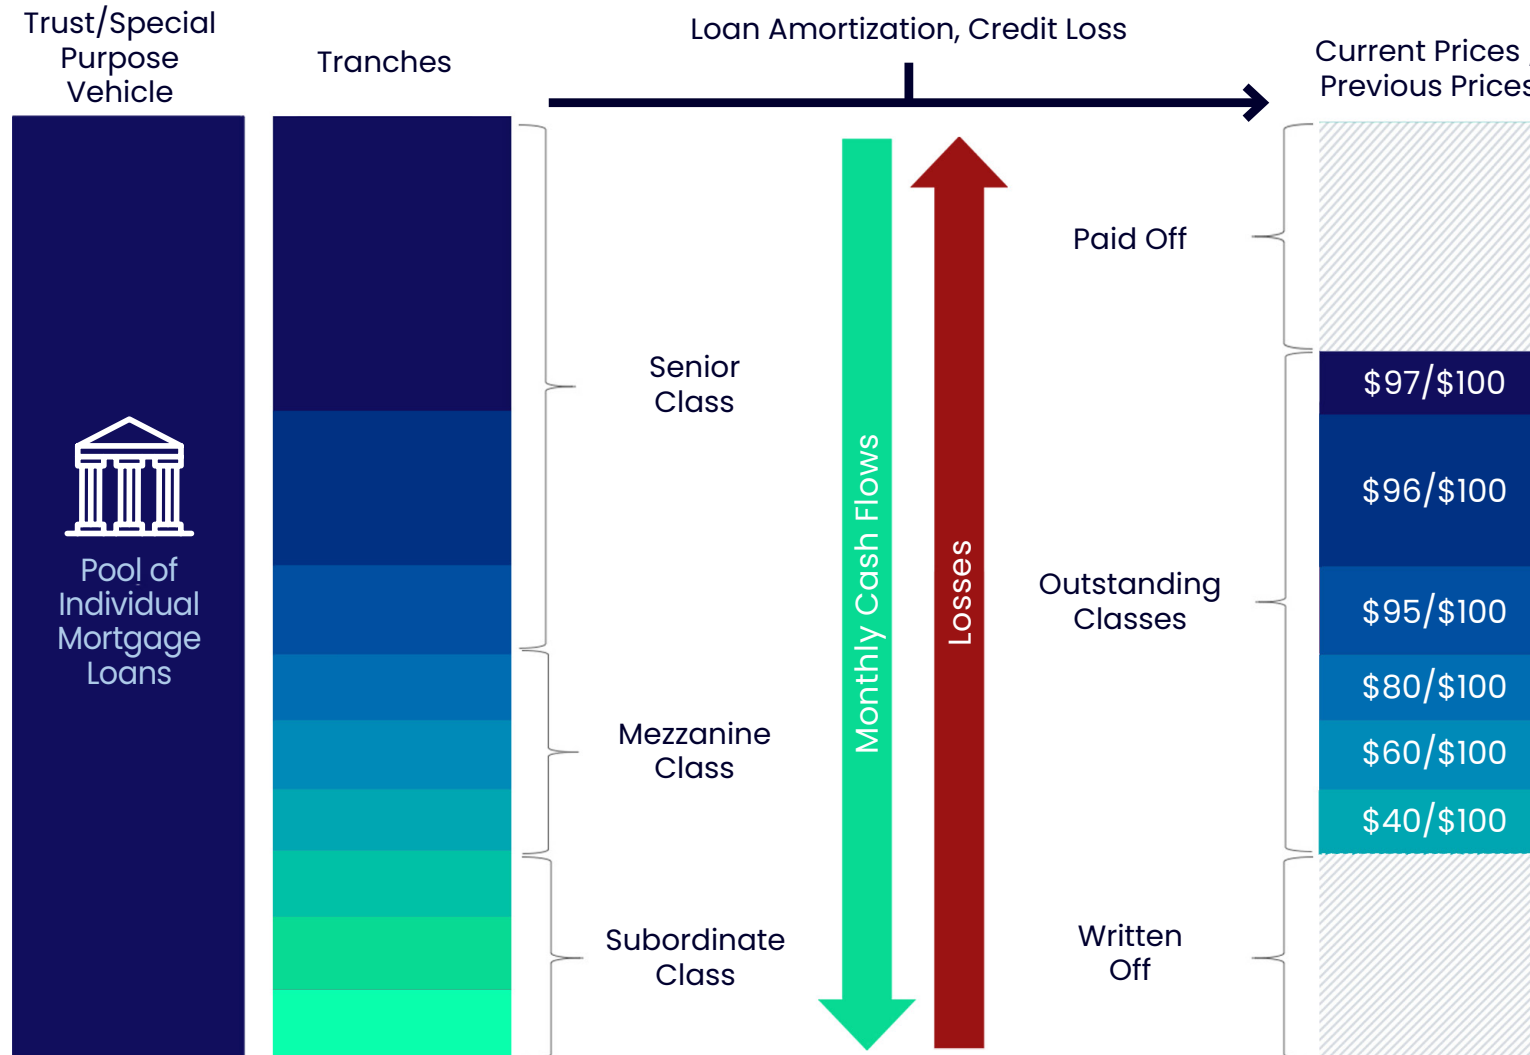 Trust/Special
Purpose
Vehicle
Tranches
Loan Amortization, Credit Loss
Current Prices /
Previous Prices
Pool of
Individual
Mortgage
Loans
Senior
Class
Mezzanine
Class
Subordinate
Class
Monthly Cash Flows
Losses
Paid Off
Outstanding
Classes
Written
Off
$97/$100
$96/$100
$95/$100
$80/$100
$60/$100
$40/$100